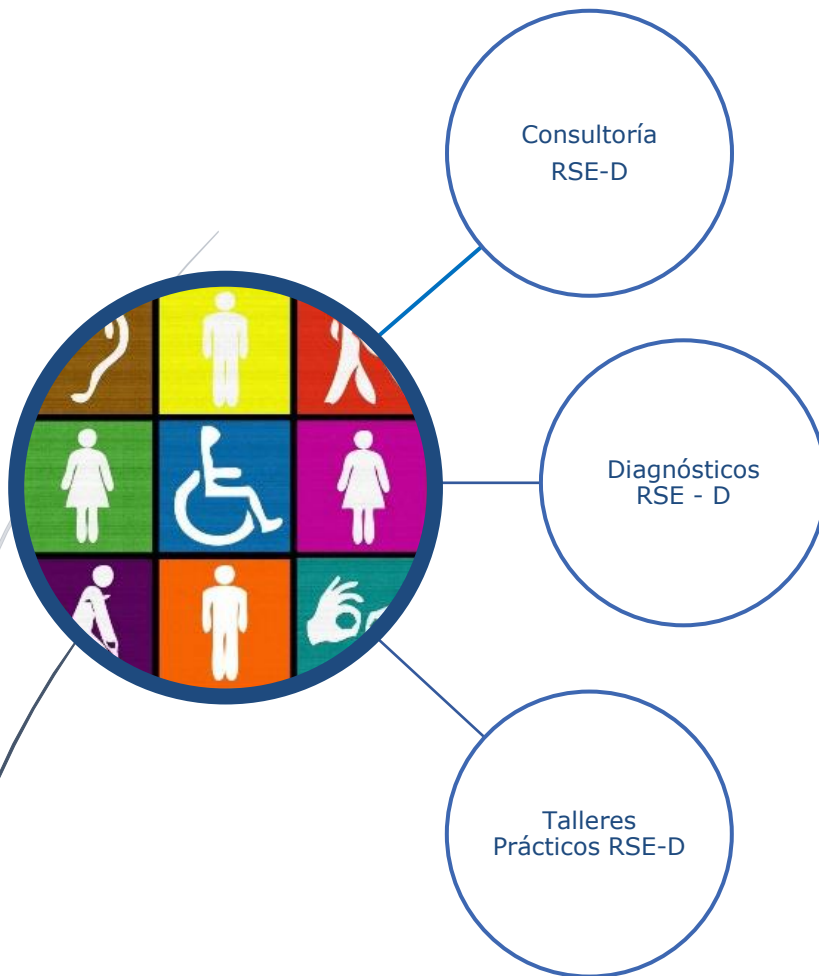 Consultoría
RSE-D
Diagnósticos
RSE - D
Talleres
Prácticos RSE-D